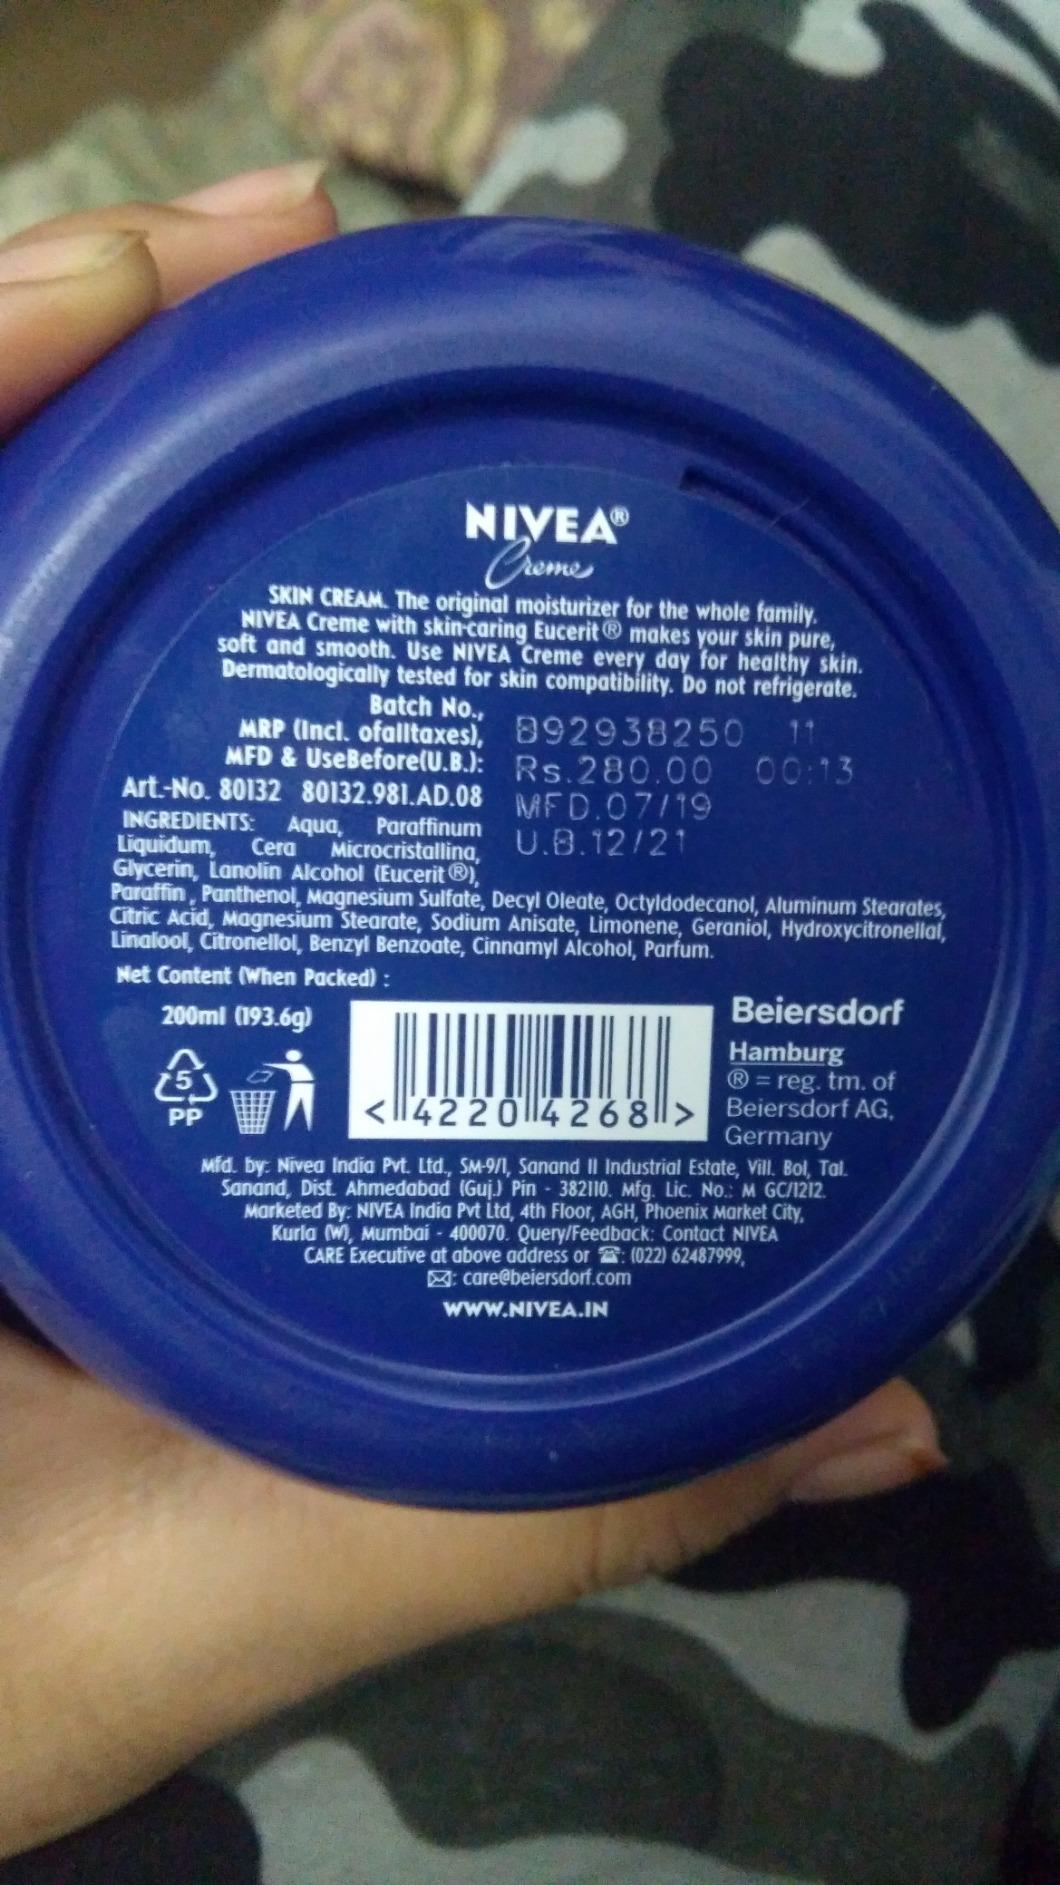 NIVEA®
Creme
SKIN CREAM. The original moisturizer for the whole family.
NIVEA Creme with skin-caring Eucerit® makes your skin pure,
soft and smooth. Use NIVEA Creme every day for healthy skin.
Dermatologically tested for skin compatibility. Do not refrigerate.
Batch No., B92938250 11
MRP (Incl. ofalltaxes), Rs.280.00 00:13
MFD & UseBefore(U.B.): MFD.07/19
U.B.12/21
Art.-No. 80132 80132.981.AD.08
INGREDIENTS: Aqua, Paraffinum
Liquidum, Cera Microcristallina,
Glycerin, Lanolin Alcohol (Eucerit®),
Paraffin, Panthenol, Magnesium Sulfate, Decyl Oleate, Octyldodecanol, Aluminum Stearates,
Citric Acid, Magnesium Stearate, Sodium Anisate, Limonene, Geraniol, Hydroxycitronellal,
Linalool, Citronellol, Benzyl Benzoate, Cinnamyl Alcohol, Parfum.
Net Content (When Packed) :
200ml (193.6g)
5
PP
<42204268>
Beiersdorf
Hamburg
® = reg. tm. of
Beiersdorf AG,
Germany
Mfd. by: Nivea India Pvt. Ltd., SM-9/1, Sanand II Industrial Estate, Vill. Bol, Tal.
Sanand, Dist. Ahmedabad (Guj.) Pin - 382110. Mfg. Lic. No.: M GC/1212.
Marketed By: NIVEA India Pvt Ltd, 4th Floor, AGH, Phoenix Market City,
Kurla (W), Mumbai - 400070. Query/Feedback: Contact NIVEA
CARE Executive at above address or ☎: (022) 62487999,
✉: care@beiersdorf.com
WWW.NIVEA.IN